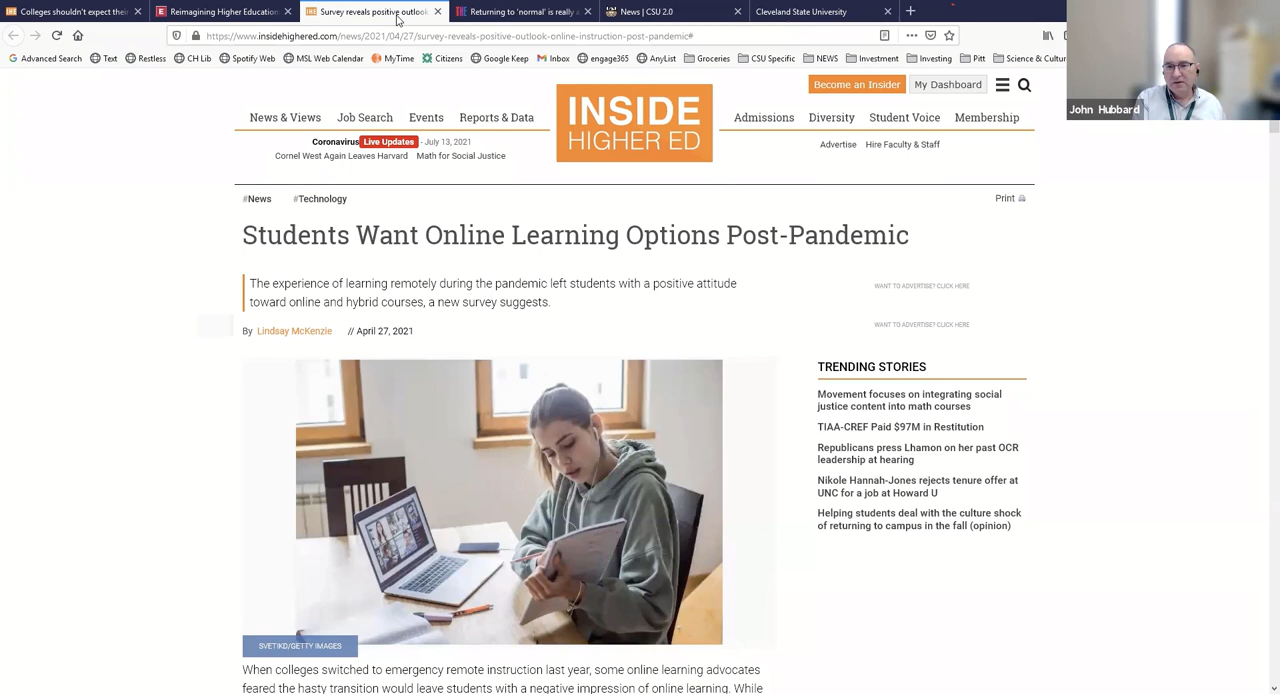 Colleges shouldn't expect thei
Reimagining Higher Education
Survey reveals positive outlook
Returning to 'normal' is really a
News | CSU 2.0
Cleveland State University
https://www.insidehighered.com/news/2021/04/27/survey-reveals-positive-outlook-online-instruction-post-pandemic#
Advanced Search
Text
Restless
CH Lib
Spotify Web
MSL Web Calendar
MyTime
Citizens
Google Keep
Inbox
engage365
AnyList
Groceries
CSU Specific
NEWS
Investment
Investing
Pitt
Science & Cultur
John Hubbard
Become an Insider
My Dashboard
News & Views
Job Search
Events
Reports & Data
INSIDE
HIGHER ED
Admissions
Diversity
Student Voice
Membership
Coronavirus Live Updates - July 13, 2021
Cornel West Again Leaves Harvard
Math for Social Justice
Advertise
Hire Faculty & Staff
#News
#Technology
Print
Students Want Online Learning Options Post-Pandemic
The experience of learning remotely during the pandemic left students with a positive attitude
toward online and hybrid courses, a new survey suggests.
By Lindsay McKenzie // April 27, 2021
WANT TO ADVERTISE? CLICK HERE
WANT TO ADVERTISE? CLICK HERE
SVETIKD/GETTY IMAGES
When colleges switched to emergency remote instruction last year, some online learning advocates
feared the hasty transition would leave students with a negative impression of online learning. While
TRENDING STORIES
Movement focuses on integrating social
justice content into math courses
TIAA-CREF Paid $97M in Restitution
Republicans press Lhamon on her past OCR
leadership at hearing
Nikole Hannah-Jones rejects tenure offer at
UNC for a job at Howard U
Helping students deal with the culture shock
of returning to campus in the fall (opinion)